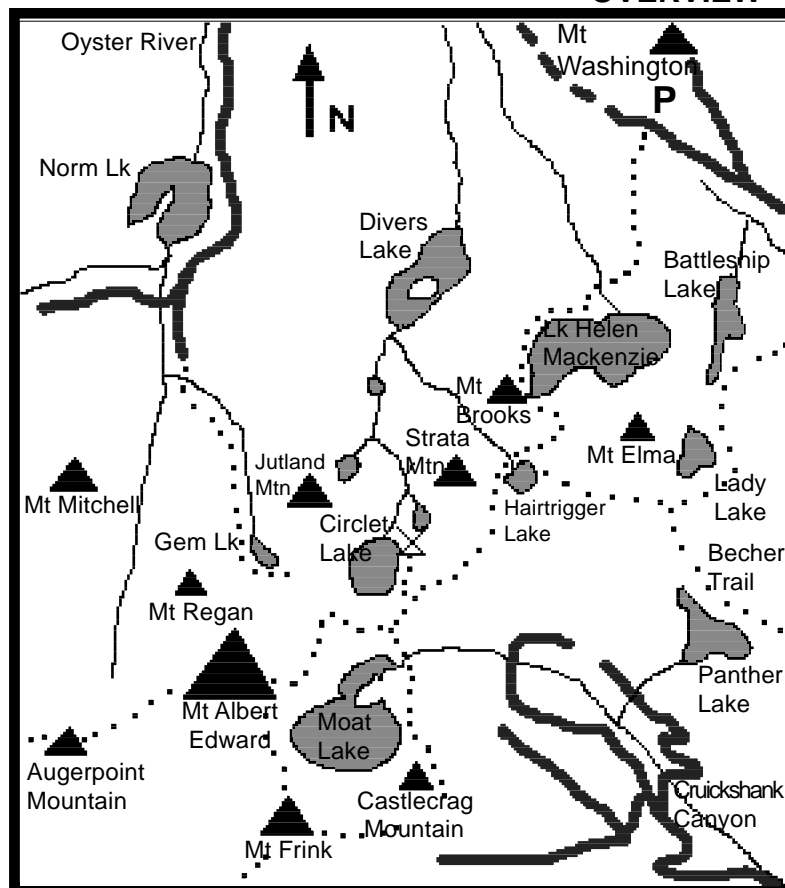 OVERVIEW
Oyster River
Mt
Washington
P
N
Norm Lk
Divers
Lake
Battleship
Lake
Lk Helen
Mackenzie
Mt
Brooks
Strata
Mtn
Mt Elma
Jutland
Mtn
Mt Mitchell
Lady
Lake
Hairtrigger
Lake
Circlet
Lake
Gem Lk
Becher
Trail
Mt Regan
Panther
Lake
Mt Albert
Edward
Moat
Lake
Augerpoint
Mountain
Castlecrag
Mountain
Cruickshank
Canyon
Mt Frink